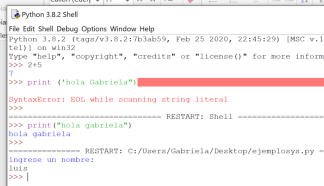 Python 3.8.2 Shell
File Edit Shell Debug Options Window Help
Python 3.8.2 (tags/v3.8.2:7b3ab59, Feb 25 2020, 22:45:29) [MSC v.1
tel)] on win32
Type "help", "copyright", "credits" or "license()" for more inform
>>> 2+5
7
>>> print ('hola Gabriela")
SyntaxError: EOL while scanning string literal
>>>
=============================== RESTART: Shell ====================
>>> print("hola gabriela")
hola gabriela
>>>
=============== RESTART: C:/Users/Gabriela/Desktop/ejemplosy.py =
ingrese un nombre:
luis
>>>